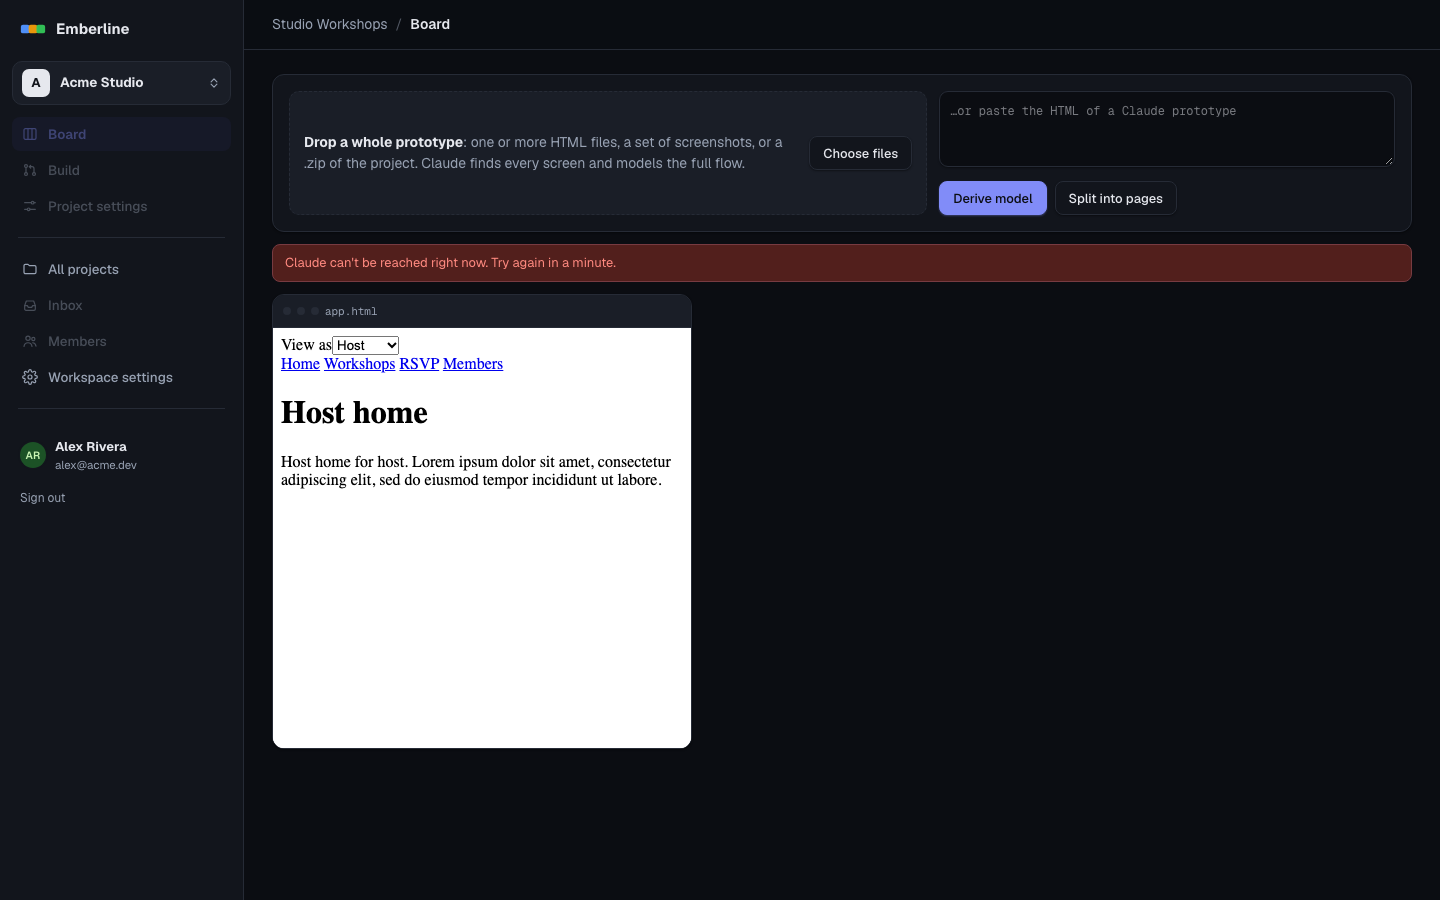 Emberline
A
Acme Studio
Board
Build
Project settings
All projects
Inbox
Members
Workspace settings
AR
Alex Rivera
alex@acme.dev
Sign out
Studio Workshops / Board
Drop a whole prototype: one or more HTML files, a set of screenshots, or a
.zip of the project. Claude finds every screen and models the full flow.
Choose files
…or paste the HTML of a Claude prototype
Derive model
Split into pages
Claude can't be reached right now. Try again in a minute.
app.html
View as Host
Home Workshops RSVP Members
Host home
Host home for host. Lorem ipsum dolor sit amet, consectetur
adipiscing elit, sed do eiusmod tempor incididunt ut labore.